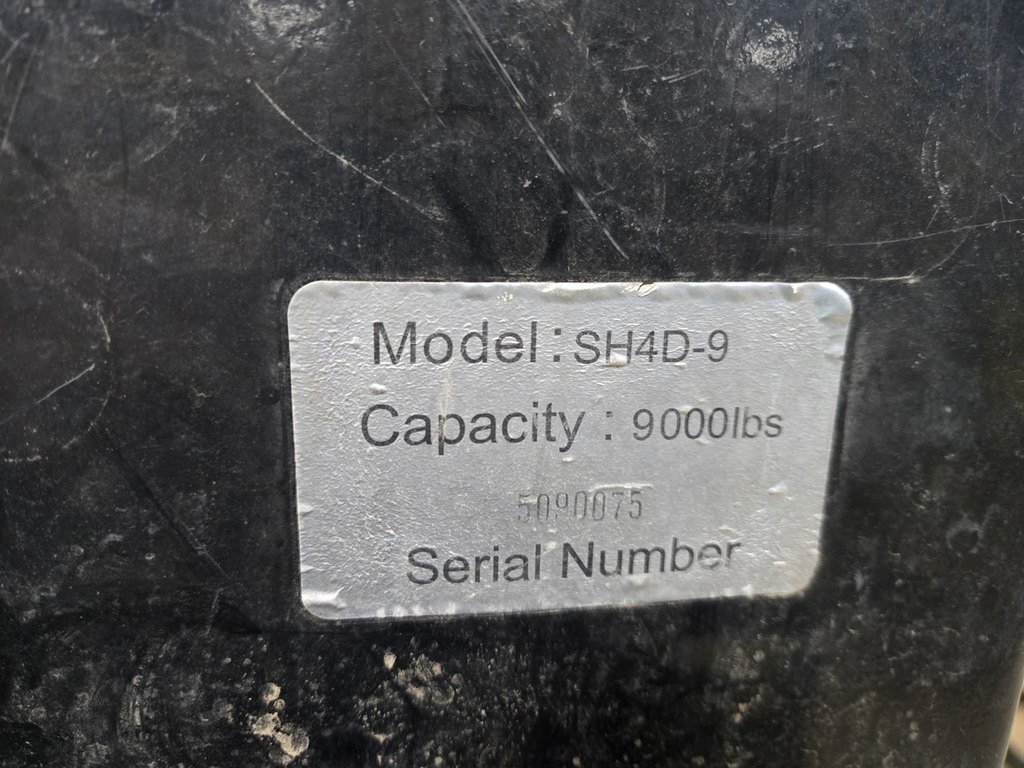 Model: SH4D-9
Capacity : 9000lbs
5090075
Serial Number